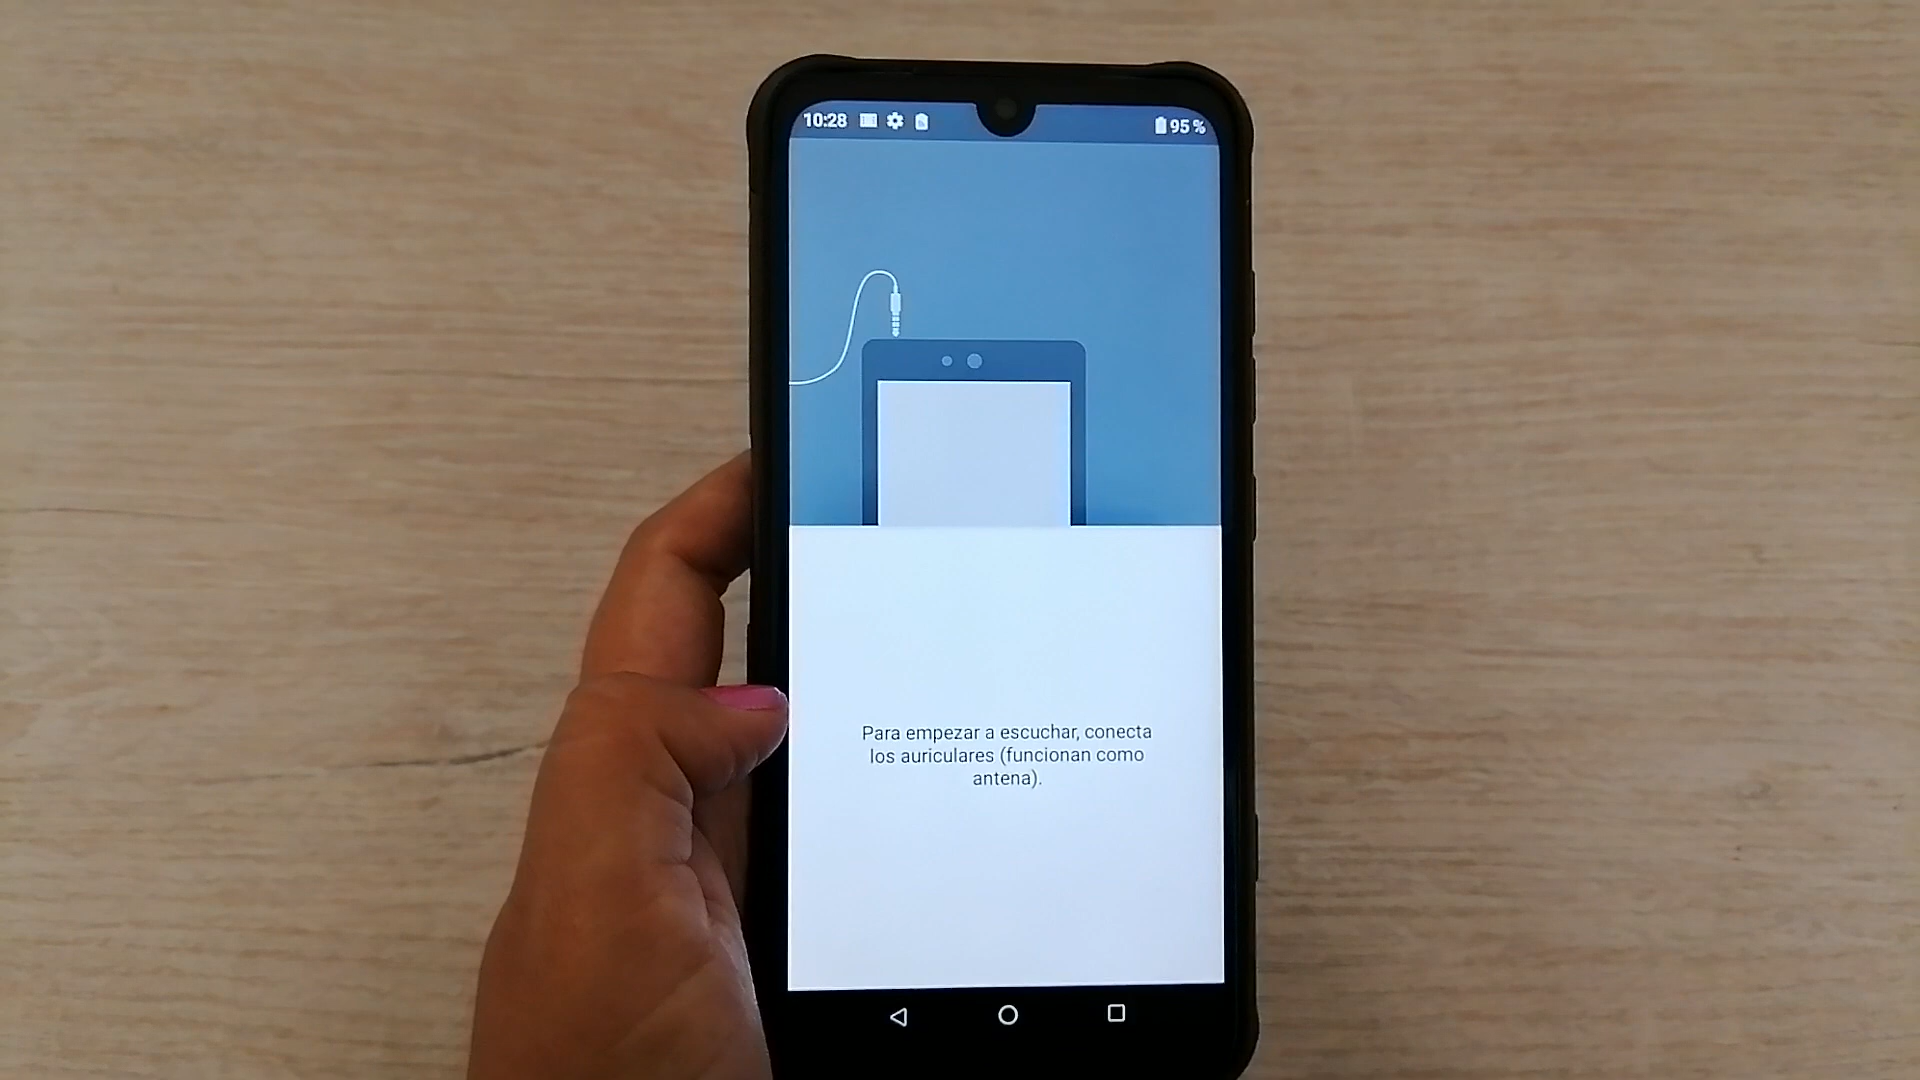 10:28 95 %
Para empezar a escuchar, conecta
los auriculares (funcionan como
antena).